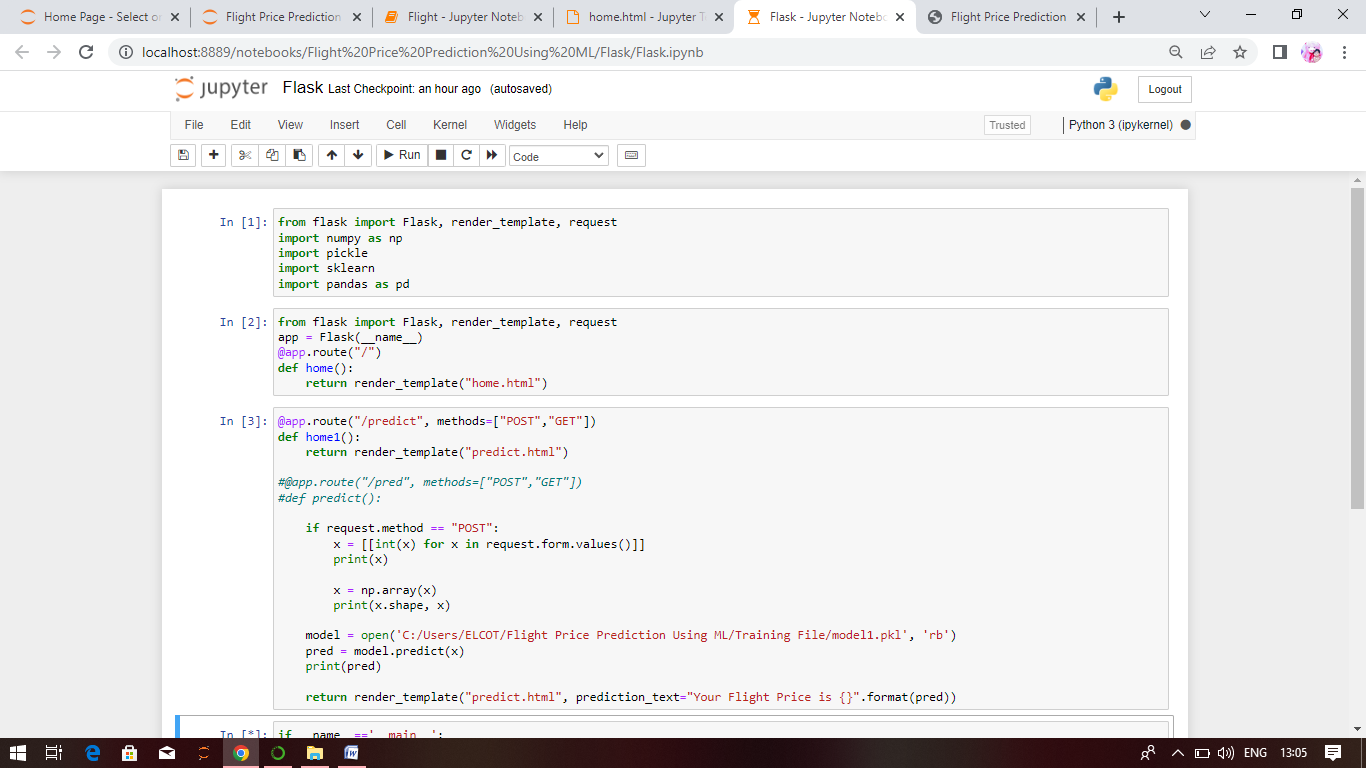 Home Page - Select or
Flight Price Prediction
Flight - Jupyter Noteb
home.html - Jupyter T
Flask - Jupyter Notebo
Flight Price Prediction
localhost:8889/notebooks/Flight%20Price%20Prediction%20Using%20ML/Flask/Flask.ipynb
jupyter Flask Last Checkpoint: an hour ago (autosaved)
Logout
File Edit View Insert Cell Kernel Widgets Help
Trusted
Python 3 (ipykernel)
Run
Code
In [1]: from flask import Flask, render_template, request
import numpy as np
import pickle
import sklearn
import pandas as pd
In [2]: from flask import Flask, render_template, request
app = Flask(__name__)
@app.route("/")
def home():
    return render_template("home.html")
In [3]: @app.route("/predict", methods=["POST","GET"])
def home1():
    return render_template("predict.html")
#@app.route("/pred", methods=["POST","GET"])
#def predict():
    if request.method == "POST":
        x = [[int(x) for x in request.form.values()]]
        print(x)
        x = np.array(x)
        print(x.shape, x)
    model = open('C:/Users/ELCOT/Flight Price Prediction Using ML/Training File/model1.pkl', 'rb')
    pred = model.predict(x)
    print(pred)
    return render_template("predict.html", prediction_text="Your Flight Price is {}".format(pred))
In [*]: if __name__=='__main__':
ENG
13:05